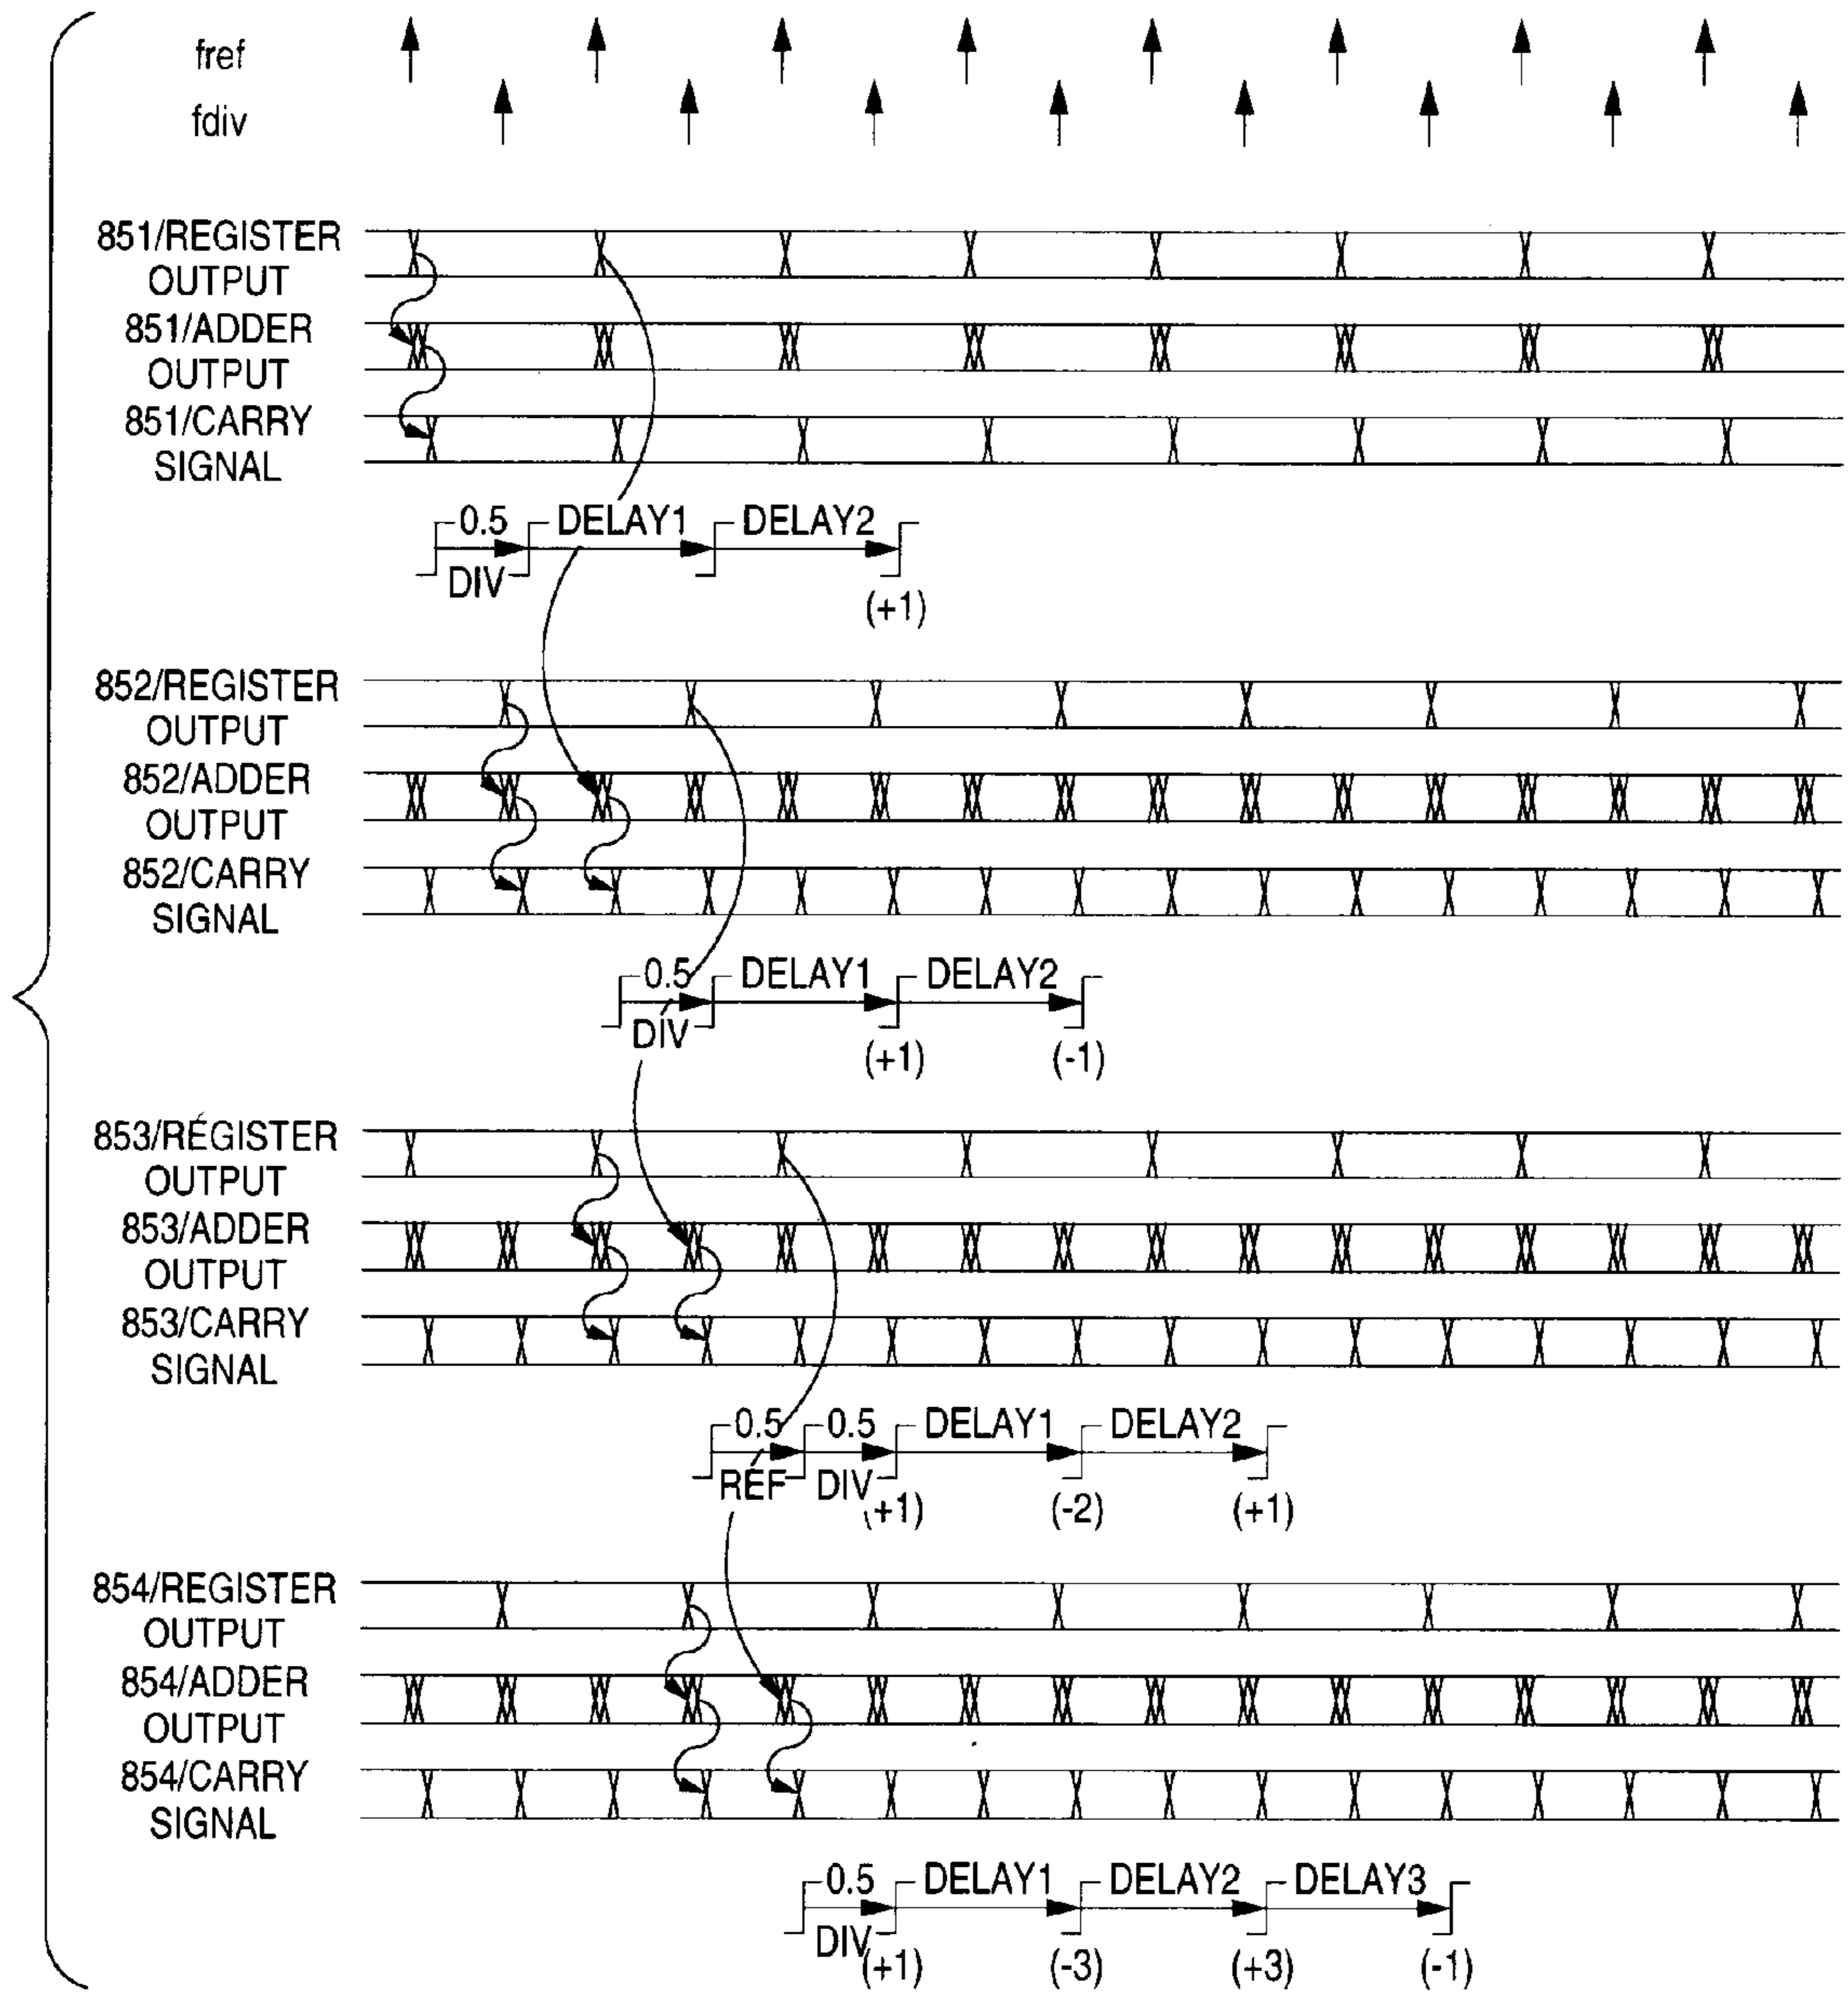 fref
fdiv
851/REGISTER
OUTPUT
851/ADDER
OUTPUT
851/CARRY
SIGNAL
0.5 DELAY1 DELAY2
DIV
(+1)
852/REGISTER
OUTPUT
852/ADDER
OUTPUT
852/CARRY
SIGNAL
0.5 DELAY1 DELAY2
DIV
(+1) (-1)
853/REGISTER
OUTPUT
853/ADDER
OUTPUT
853/CARRY
SIGNAL
0.5 0.5 DELAY1 DELAY2
REF DIV
(+1) (-2) (+1)
854/REGISTER
OUTPUT
854/ADDER
OUTPUT
854/CARRY
SIGNAL
0.5 DELAY1 DELAY2 DELAY3
DIV
(+1) (-3) (+3) (-1)